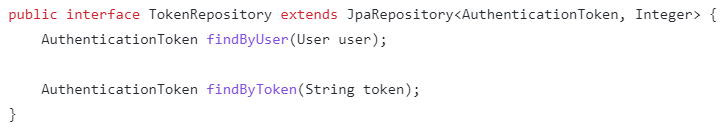 public interface TokenRepository extends JpaRepository<AuthenticationToken, Integer> {
    AuthenticationToken findByUser(User user);
    AuthenticationToken findByToken(String token);
}